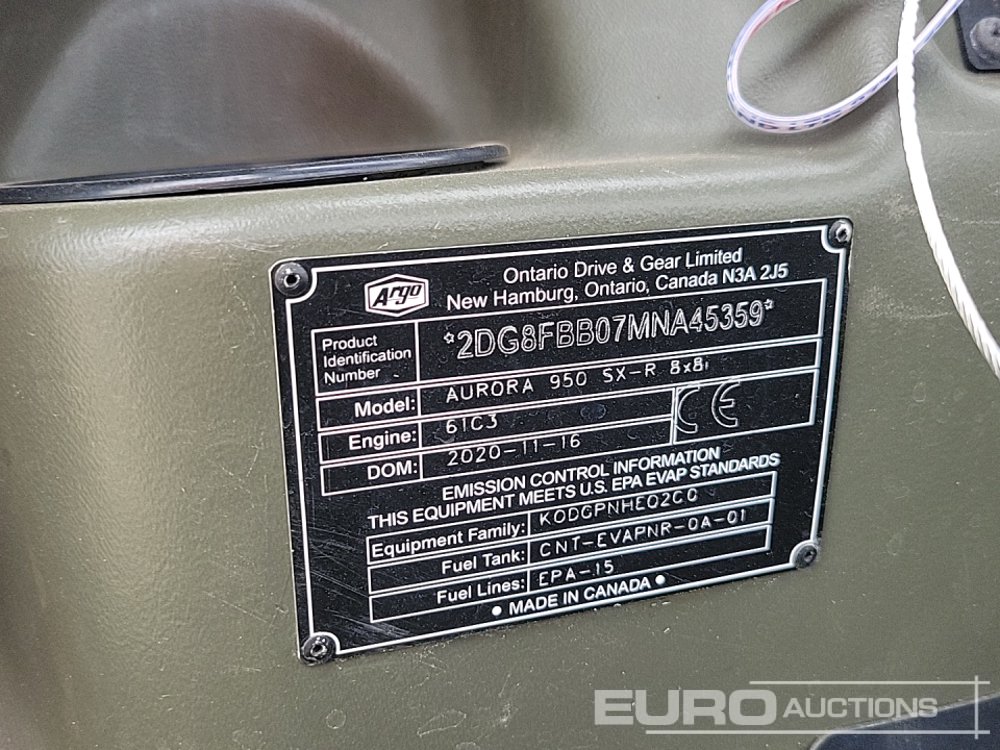 Argo
Ontario Drive & Gear Limited
New Hamburg, Ontario, Canada N3A 2J5
Product Identification Number *2DG8FBB07MNA45359*
Model: AURORA 950 SX-R 8x8
Engine: 61C3
CE
DOM: 2020-11-16
EMISSION CONTROL INFORMATION
THIS EQUIPMENT MEETS U.S. EPA EVAP STANDARDS
Equipment Family: KODGPNHEQ2C0
Fuel Tank: CNT-EVAPNR-0A-01
Fuel Lines: EPA-15
• MADE IN CANADA •
EURO AUCTIONS